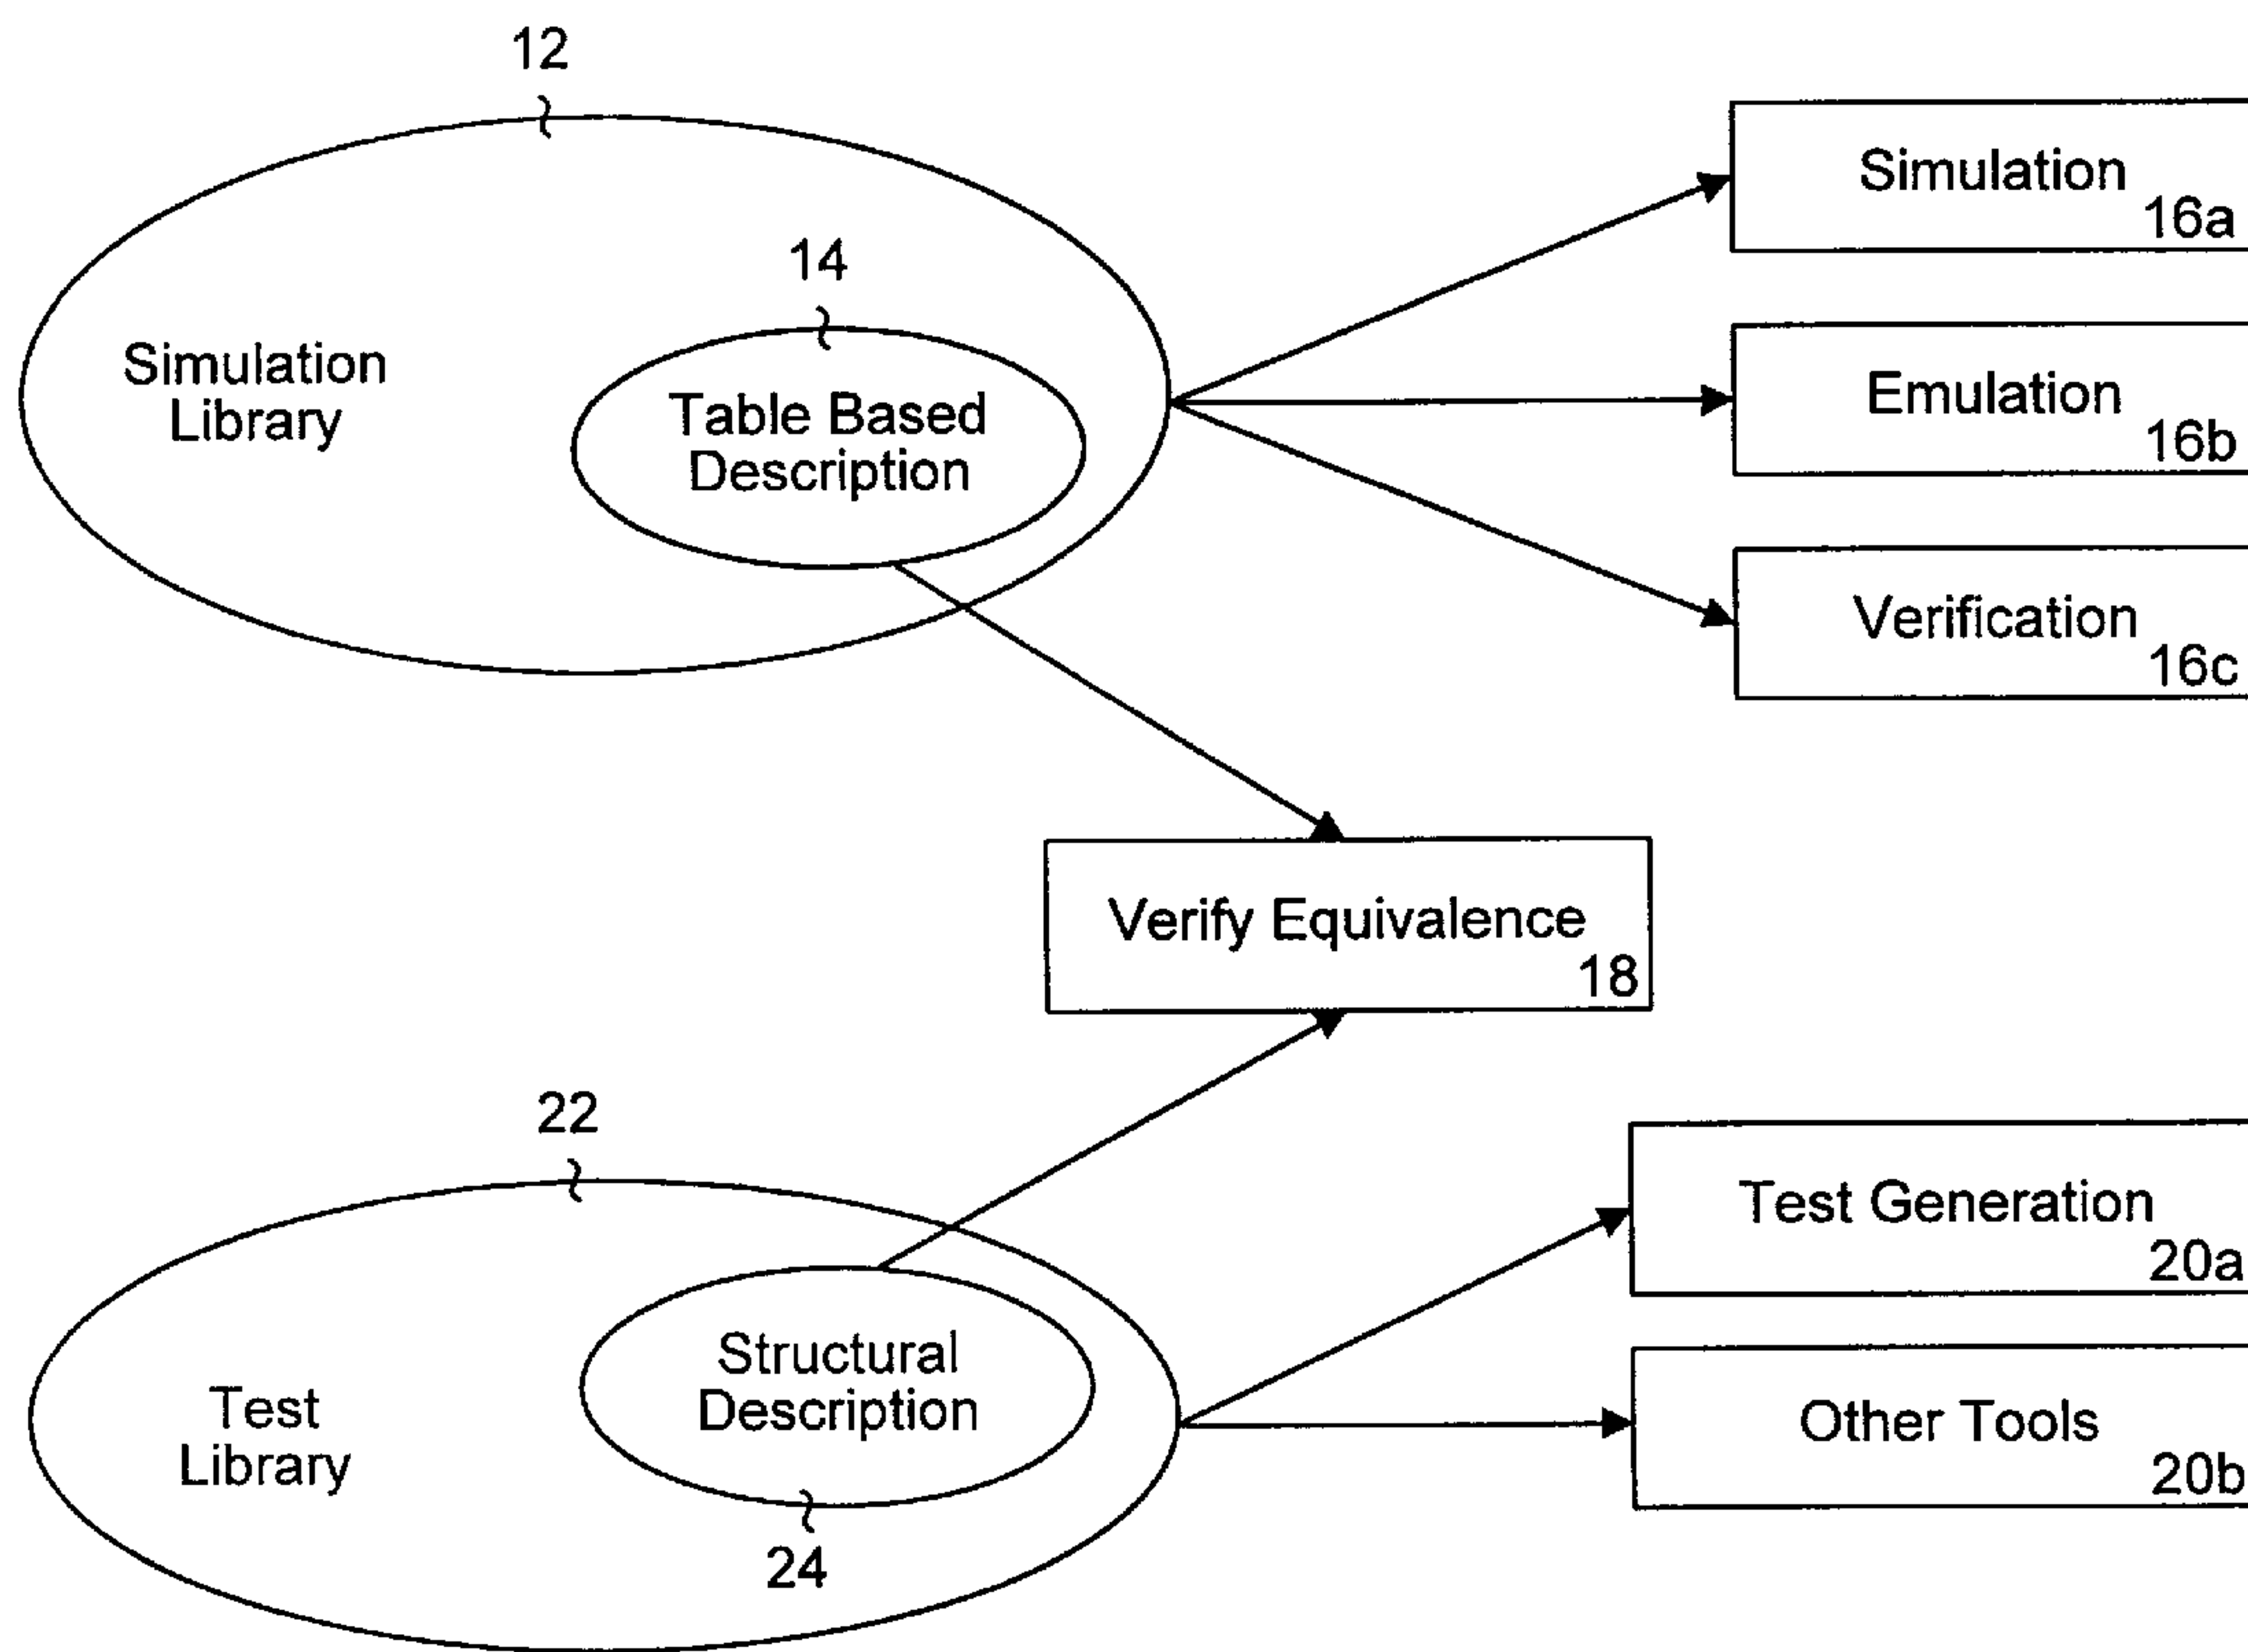 12
Simulation
16a
14
Simulation
Library
Table Based
Description
Emulation
16b
Verification
16c
Verify Equivalence
18
22
Test Generation
20a
Structural
Description
Test
Library
Other Tools
20b
24